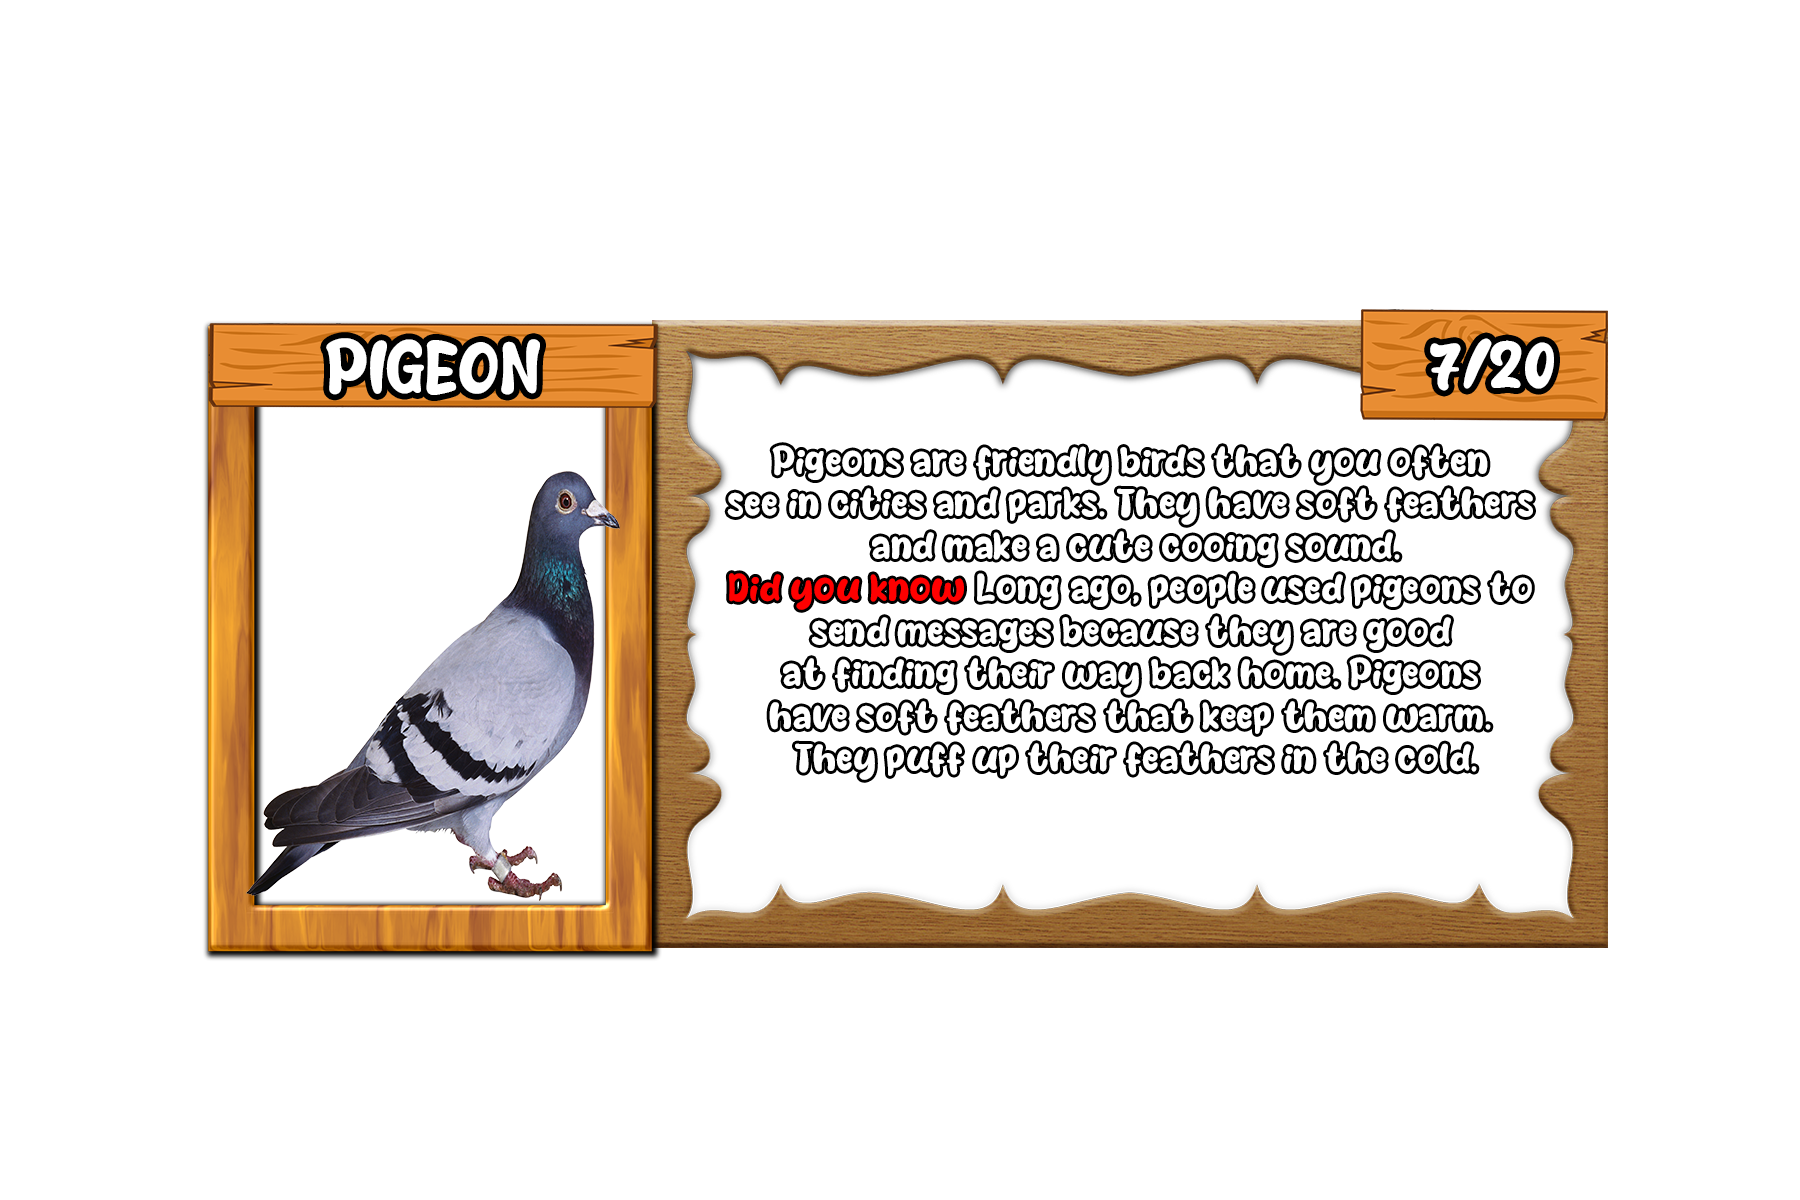 PIGEON
7/20
Pigeons are friendly birds that you often
see in cities and parks. They have soft feathers
and make a cute cooing sound.
Did you know Long ago, people used pigeons to
send messages because they are good
at finding their way back home. Pigeons
have soft feathers that keep them warm.
They puff up their feathers in the cold.